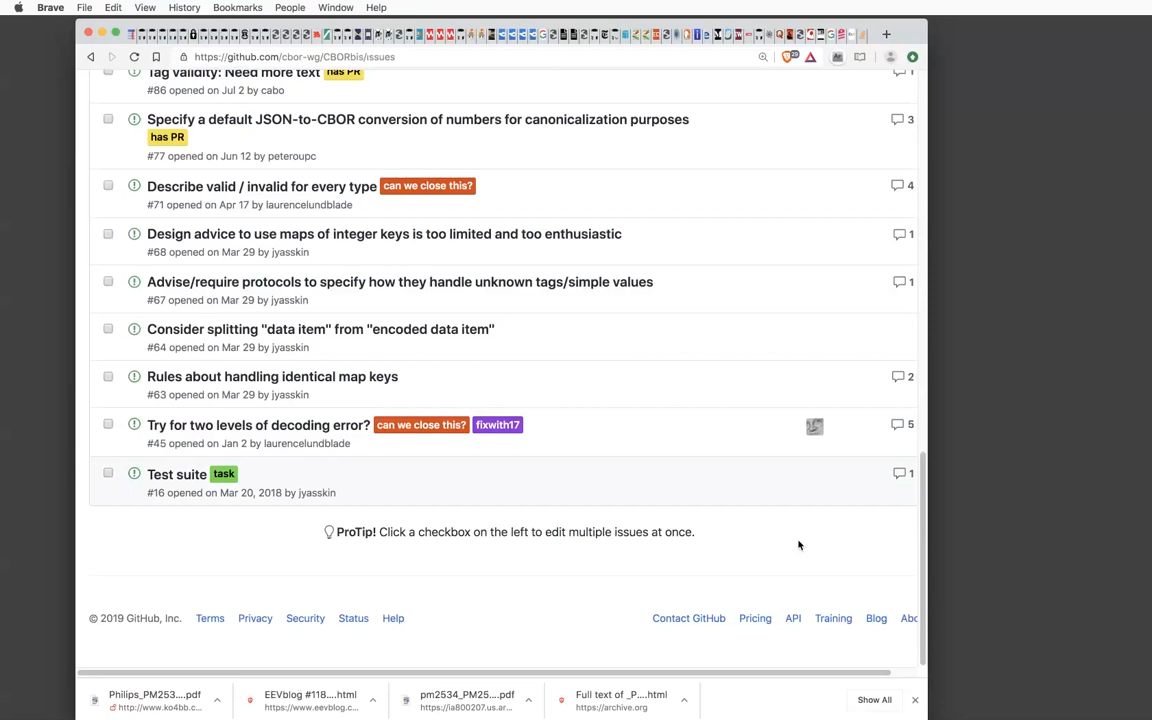 Brave File Edit View History Bookmarks People Window Help
https://github.com/cbor-wg/CBORbis/issues
Tag validity: Need more text has PR 1
#86 opened on Jul 2 by cabo
Specify a default JSON-to-CBOR conversion of numbers for canonicalization purposes 3
has PR
#77 opened on Jun 12 by peteroupc
Describe valid / invalid for every type can we close this? 4
#71 opened on Apr 17 by laurencelundblade
Design advice to use maps of integer keys is too limited and too enthusiastic 1
#68 opened on Mar 29 by jyasskin
Advise/require protocols to specify how they handle unknown tags/simple values 1
#67 opened on Mar 29 by jyasskin
Consider splitting "data item" from "encoded data item"
#64 opened on Mar 29 by jyasskin
Rules about handling identical map keys 2
#63 opened on Mar 29 by jyasskin
Try for two levels of decoding error? can we close this? fixwith17 5
#45 opened on Jan 2 by laurencelundblade
Test suite task 1
#16 opened on Mar 20, 2018 by jyasskin
ProTip! Click a checkbox on the left to edit multiple issues at once.
© 2019 GitHub, Inc. Terms Privacy Security Status Help Contact GitHub Pricing API Training Blog Abo
Philips_PM253....pdf EEVblog #118....html pm2534_PM25....pdf Full text of _P....html Show All
http://www.ko4bb.c... https://www.eevblog.c... https://ia800207.us.ar... https://archive.org